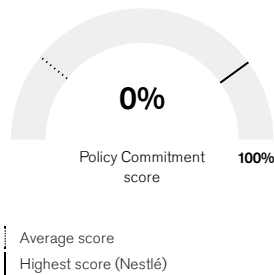 0%
Policy Commitment
score
100%
Average score
Highest score (Nestlé)